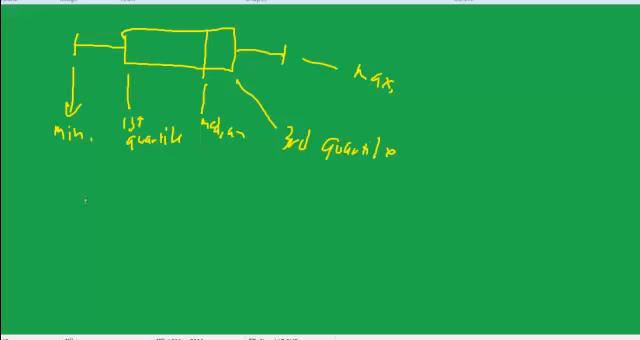 max.
min.
1st
quartile
median
3rd quartile